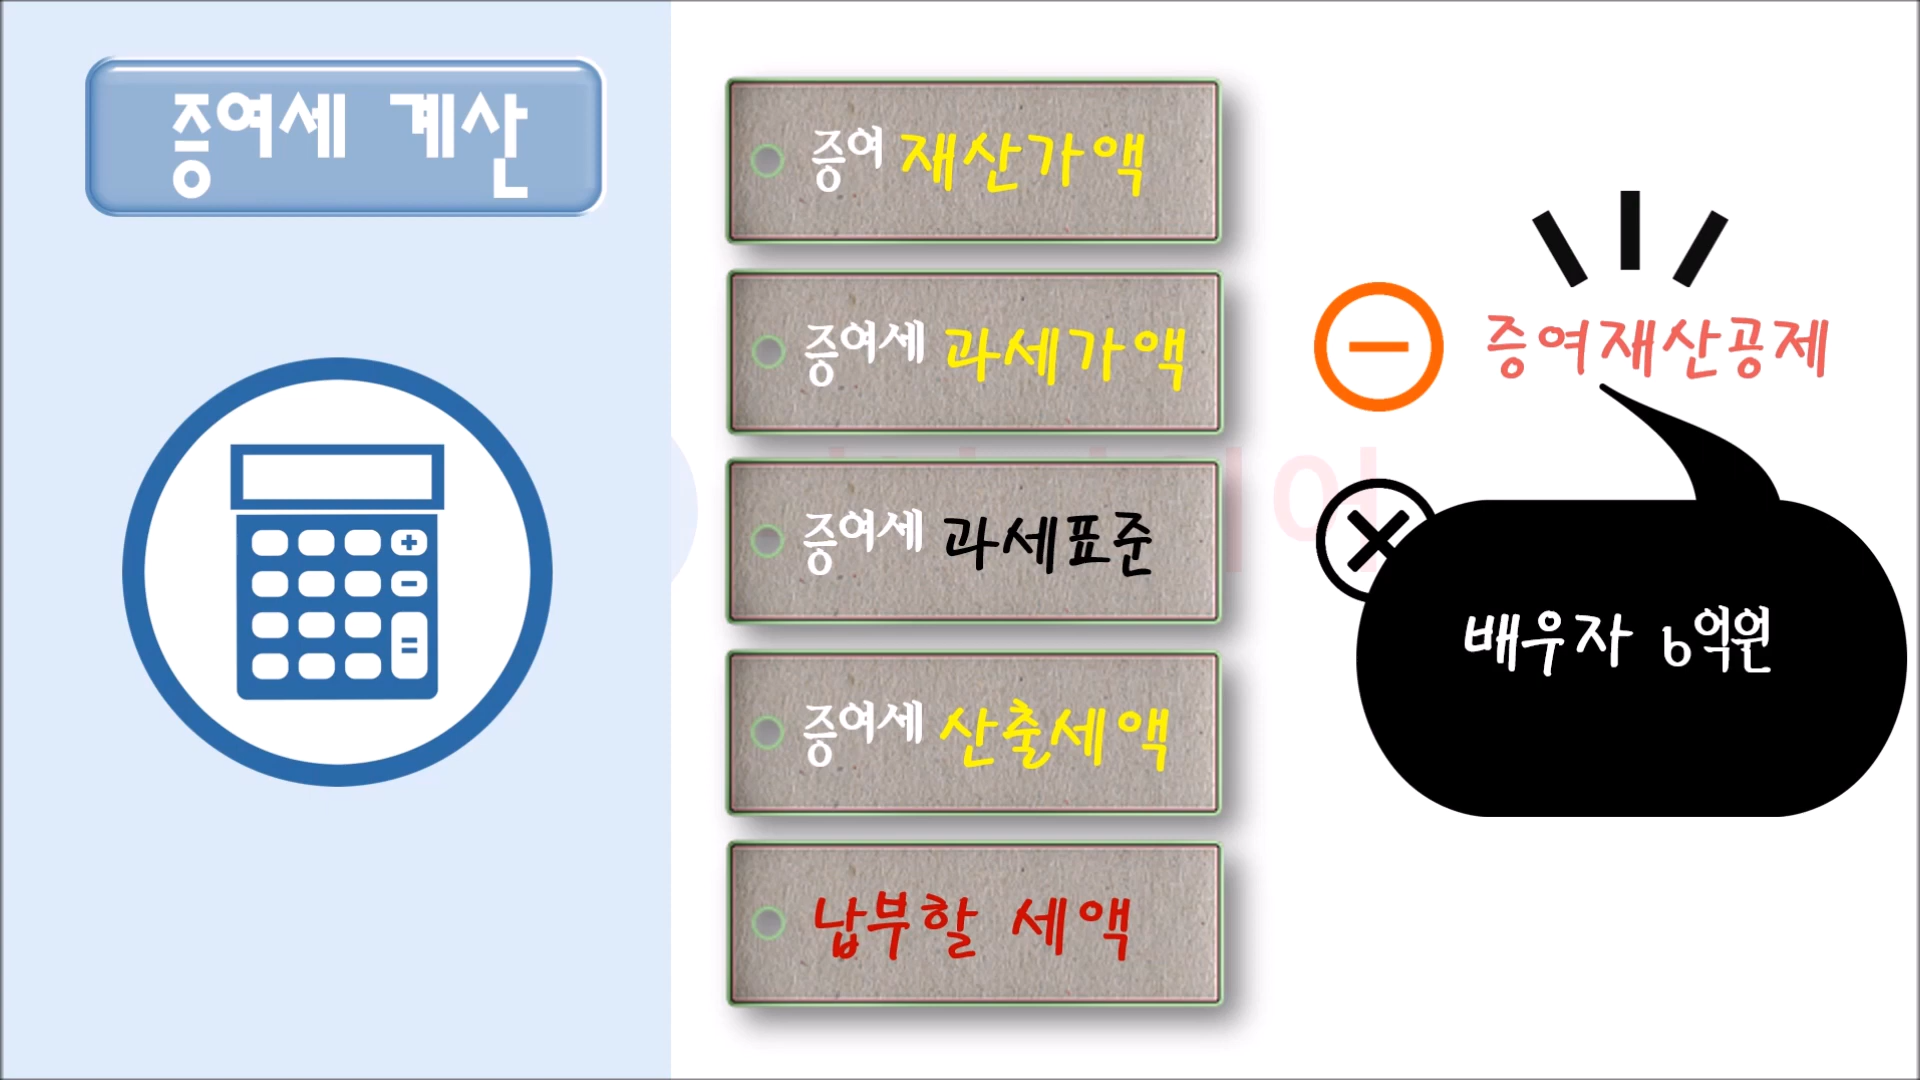 증여세 계산
증여 재산가액
증여세 과세가액
증여재산공제
증여세 과세표준
배우자 6억원
증여세 산출세액
납부할 세액